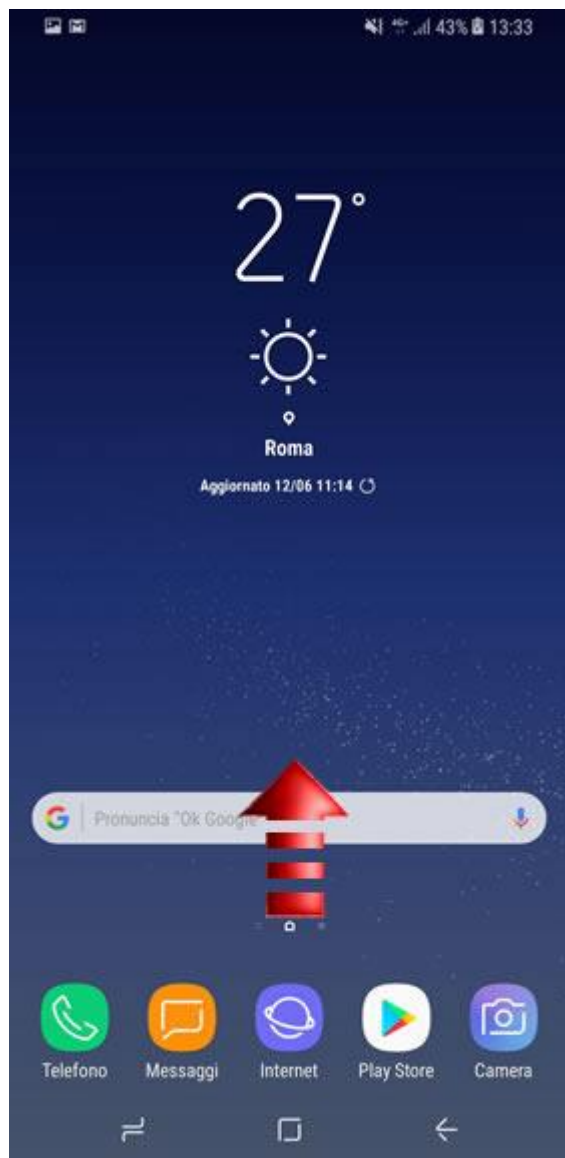 43% 13:33
27°
Roma
Aggiornato 12/06 11:14
Pronuncia "Ok Google
Telefono Messaggi Internet Play Store Camera